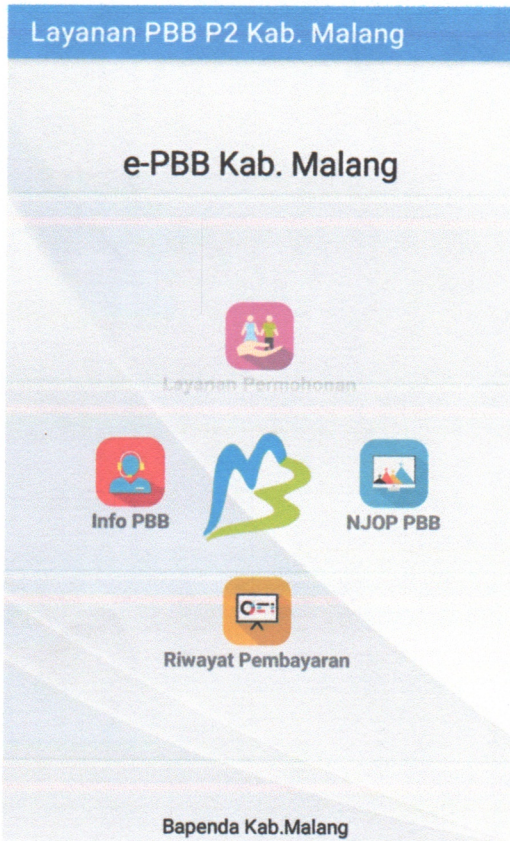 Layanan PBB P2 Kab. Malang
e-PBB Kab. Malang
Layanan Permohonan
Info PBB
NJOP PBB
Riwayat Pembayaran
Bapenda Kab.Malang